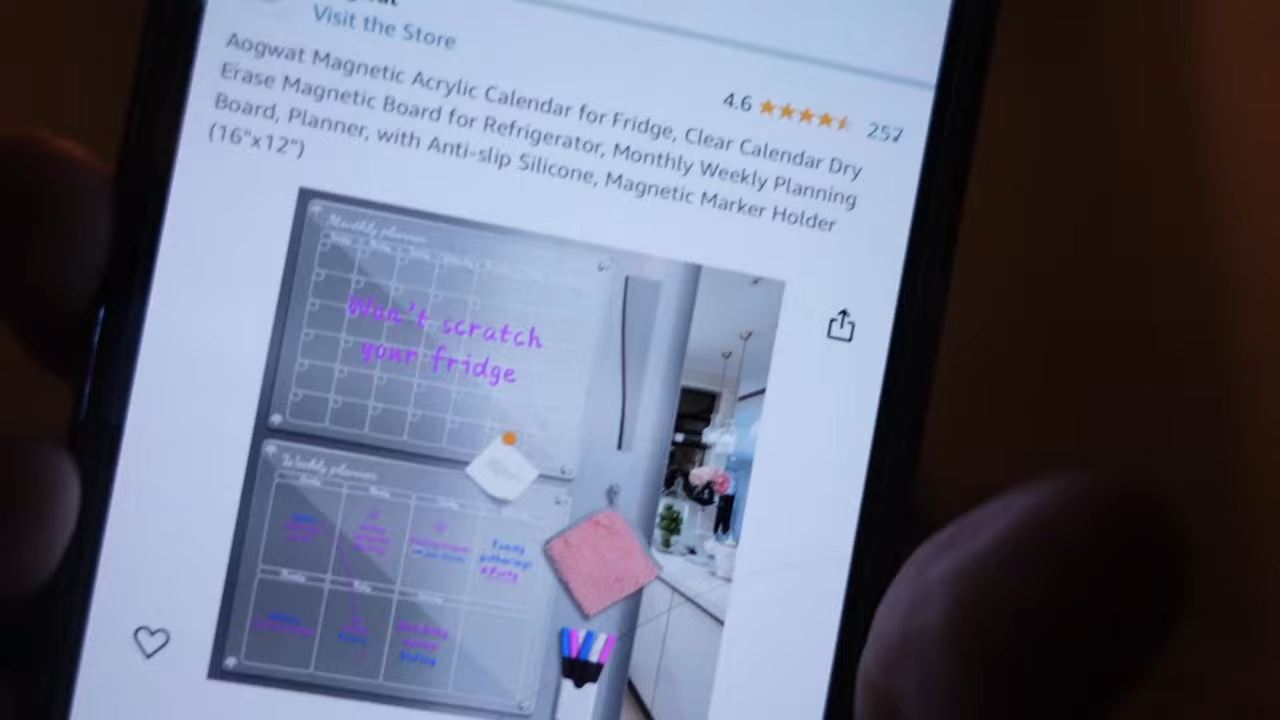 Visit the Store
4.6 257
Aogwat Magnetic Acrylic Calendar for Fridge, Clear Calendar Dry
Erase Magnetic Board for Refrigerator, Monthly Weekly Planning
Board, Planner, with Anti-slip Silicone, Magnetic Marker Holder
(16"x12")
Monthly planner
Won't scratch
your fridge
Weekly planner
Family
gathering